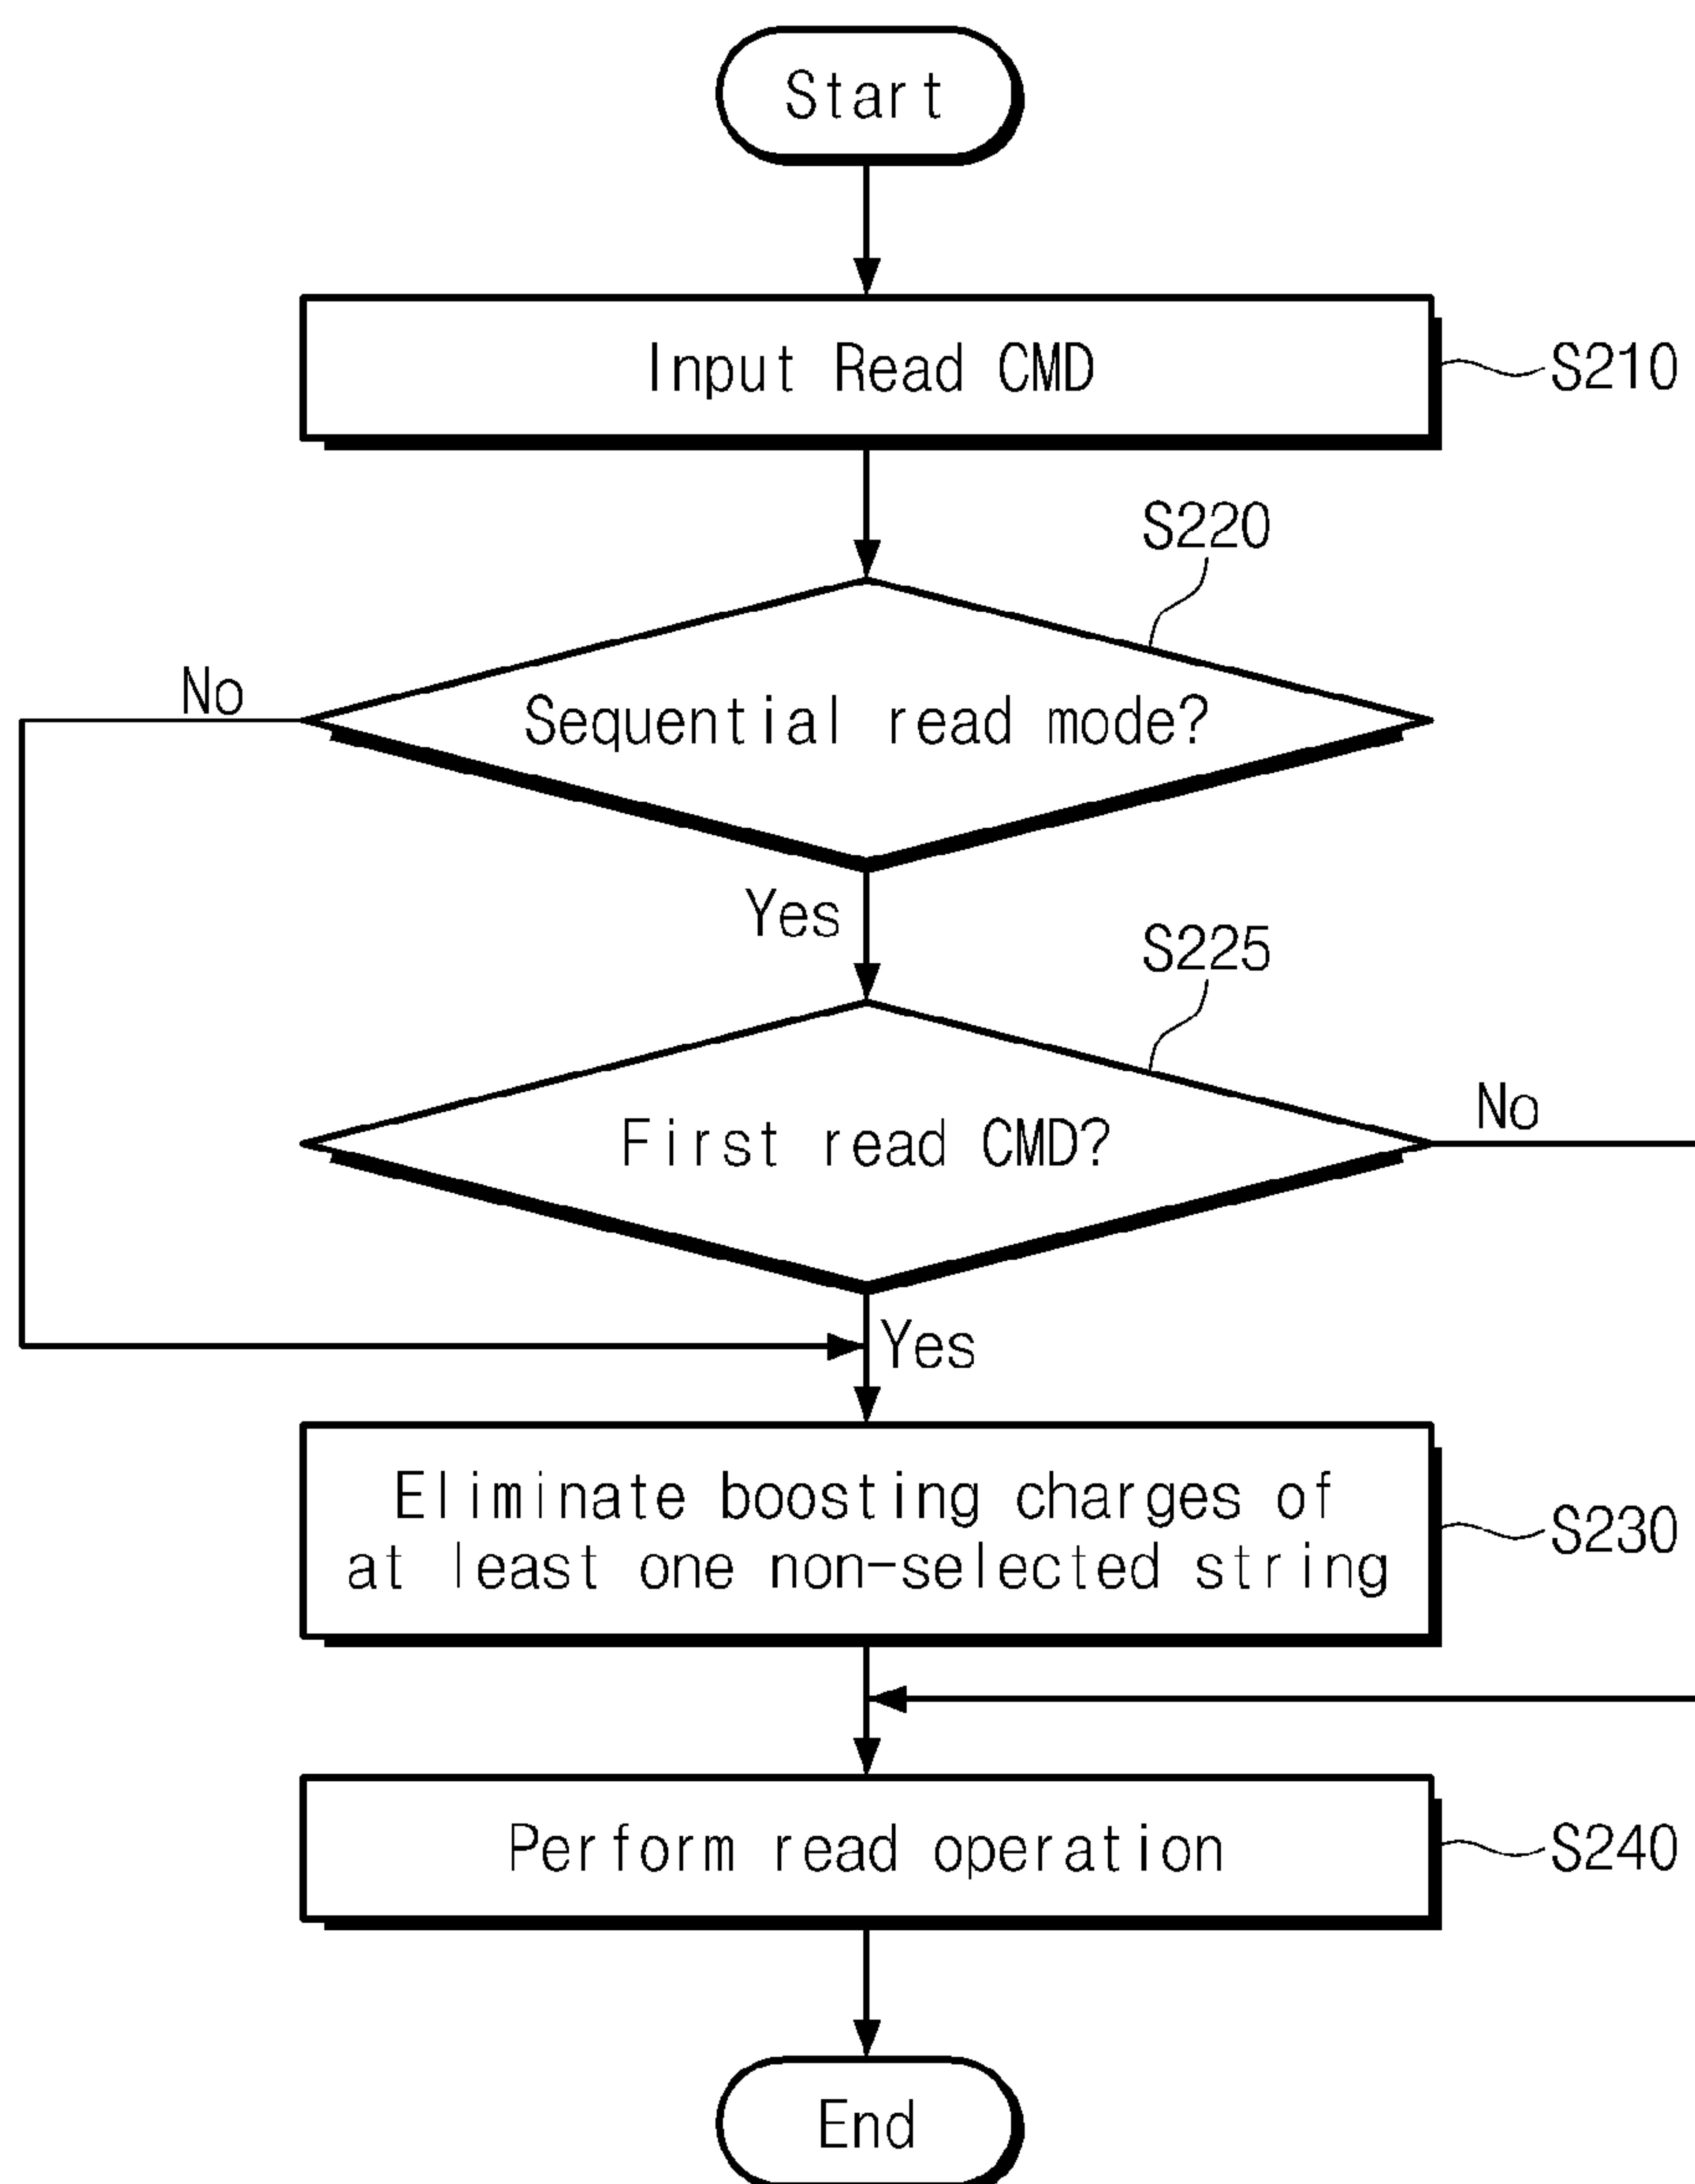 Start
Input Read CMD
S210
S220
Sequential read mode?
No
Yes
S225
First read CMD?
No
Yes
Eliminate boosting charges of
at least one non-selected string
S230
Perform read operation
S240
End